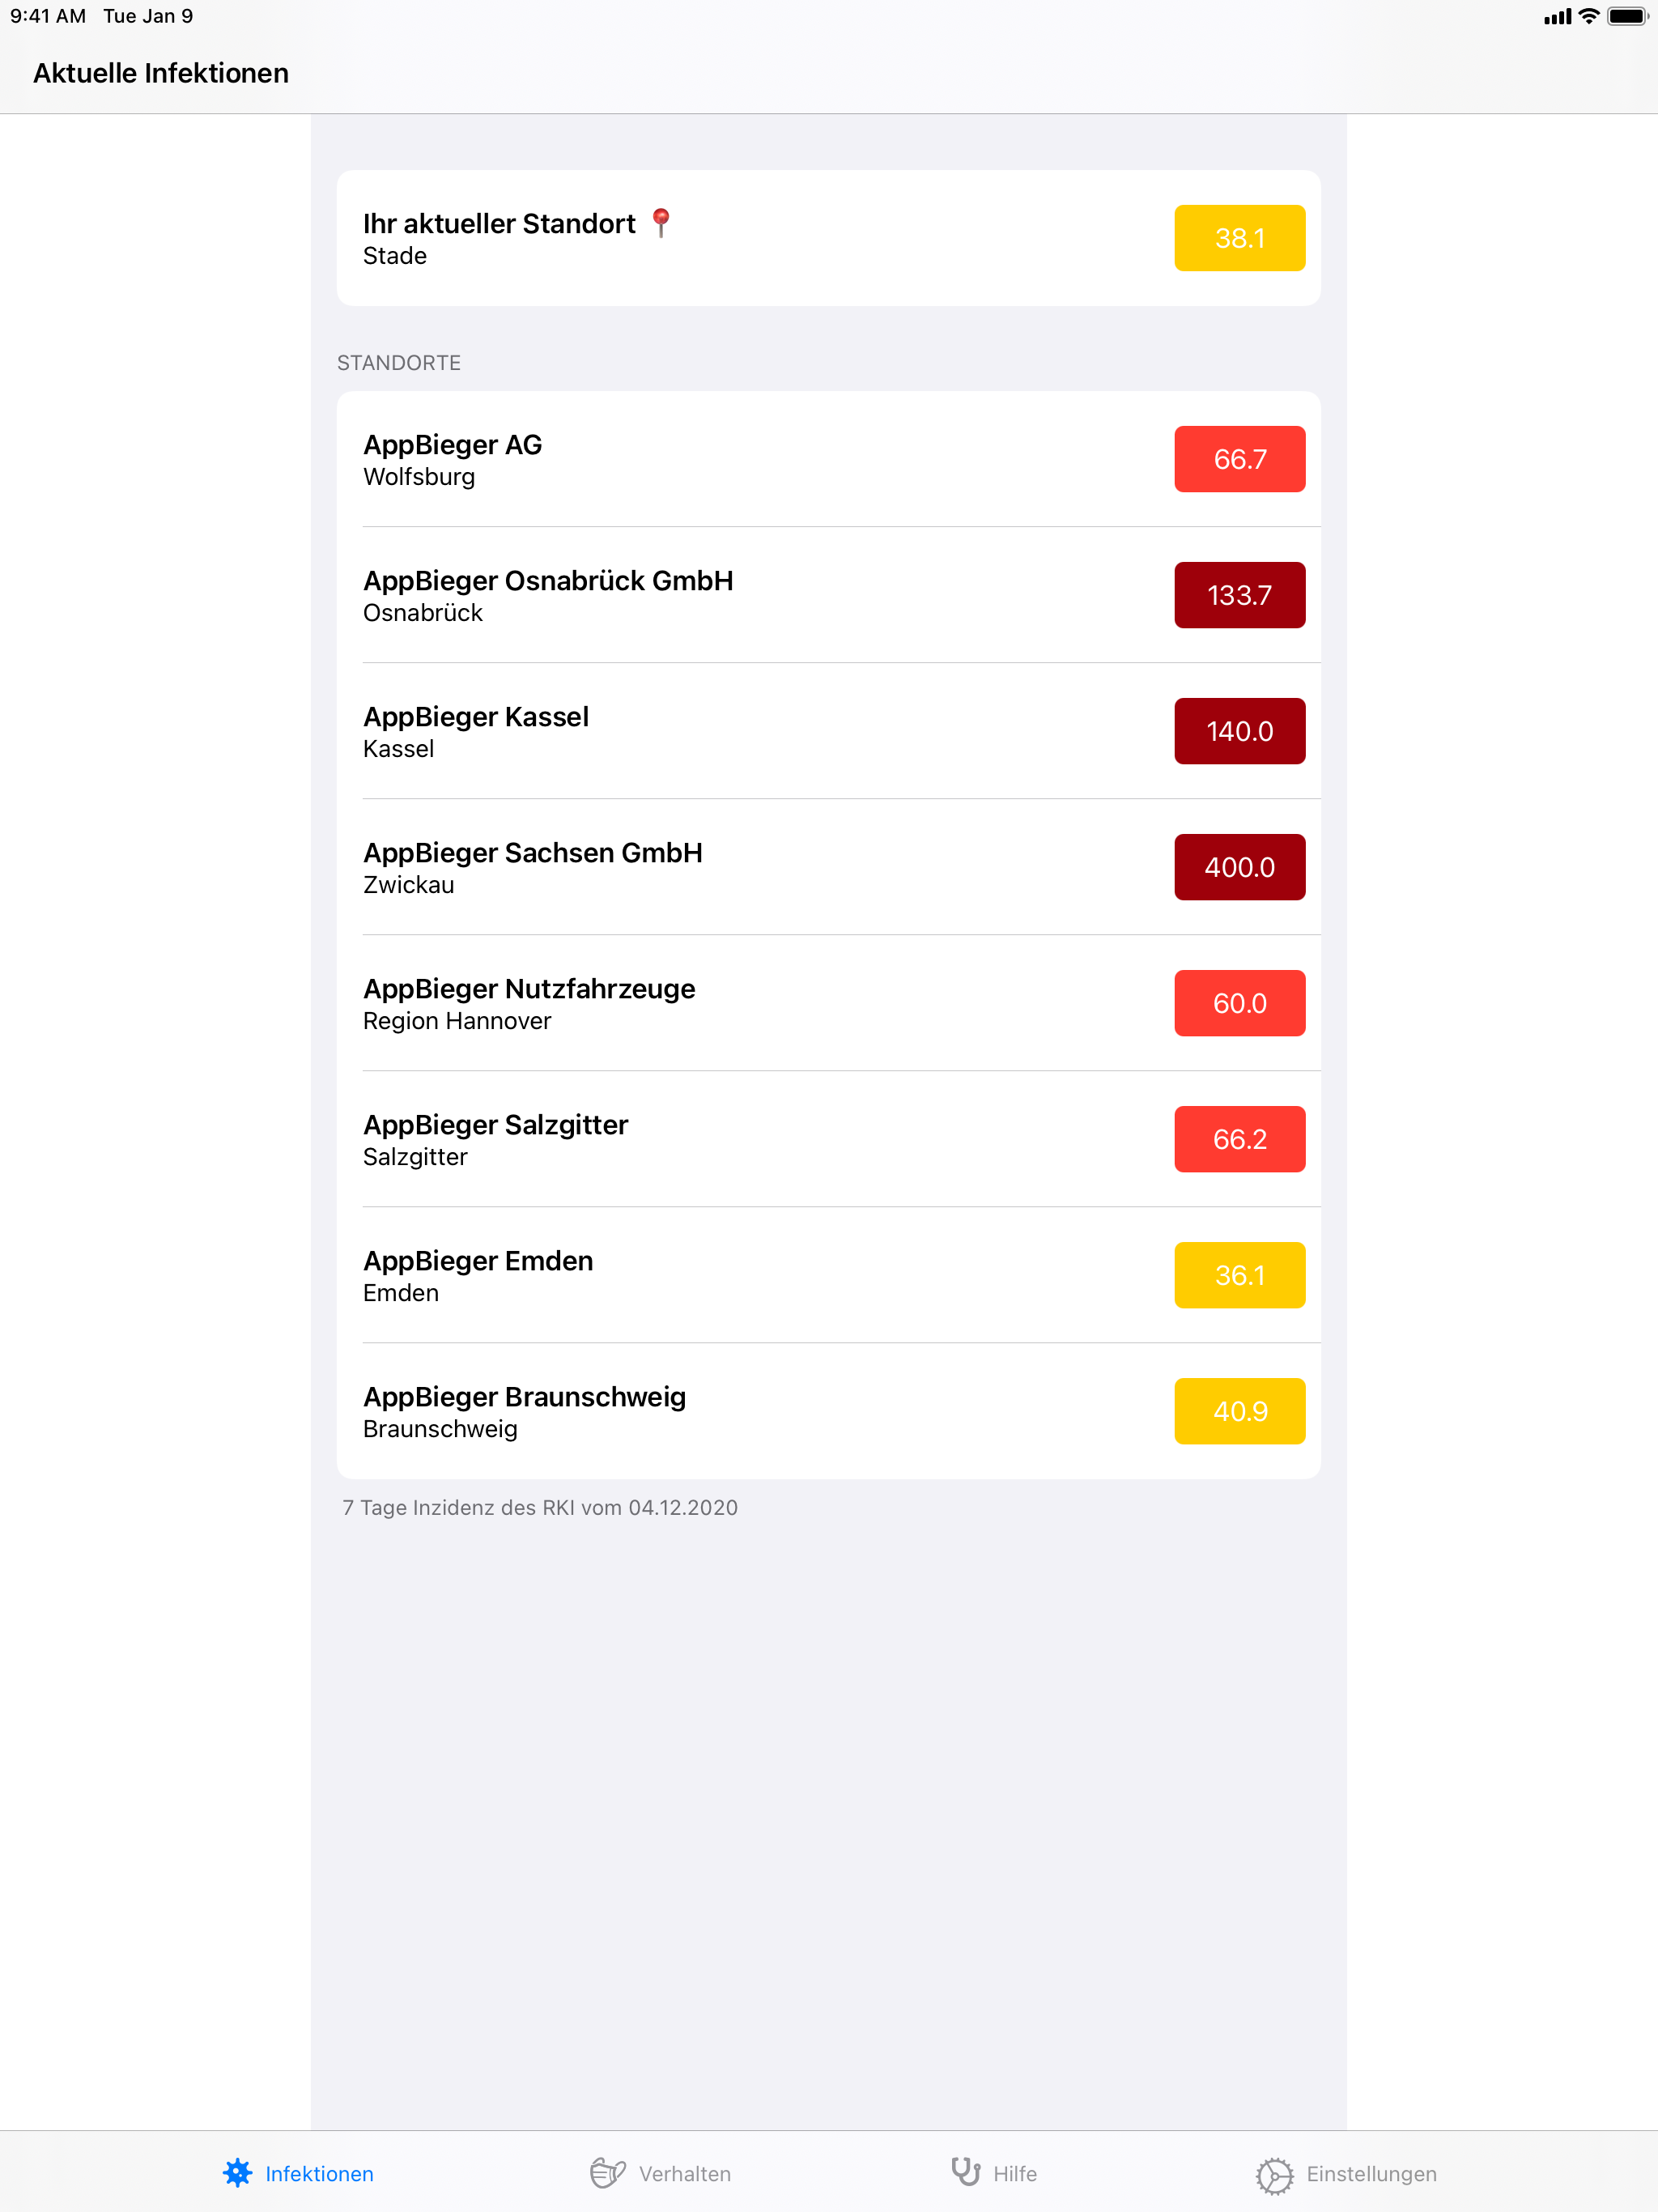 9:41 AM Tue Jan 9
Aktuelle Infektionen
Ihr aktueller Standort
Stade
38.1
STANDORTE
AppBieger AG
Wolfsburg
66.7
AppBieger Osnabrück GmbH
Osnabrück
133.7
AppBieger Kassel
Kassel
140.0
AppBieger Sachsen GmbH
Zwickau
400.0
AppBieger Nutzfahrzeuge
Region Hannover
60.0
AppBieger Salzgitter
Salzgitter
66.2
AppBieger Emden
Emden
36.1
AppBieger Braunschweig
Braunschweig
40.9
7 Tage Inzidenz des RKI vom 04.12.2020
Infektionen Verhalten Hilfe Einstellungen